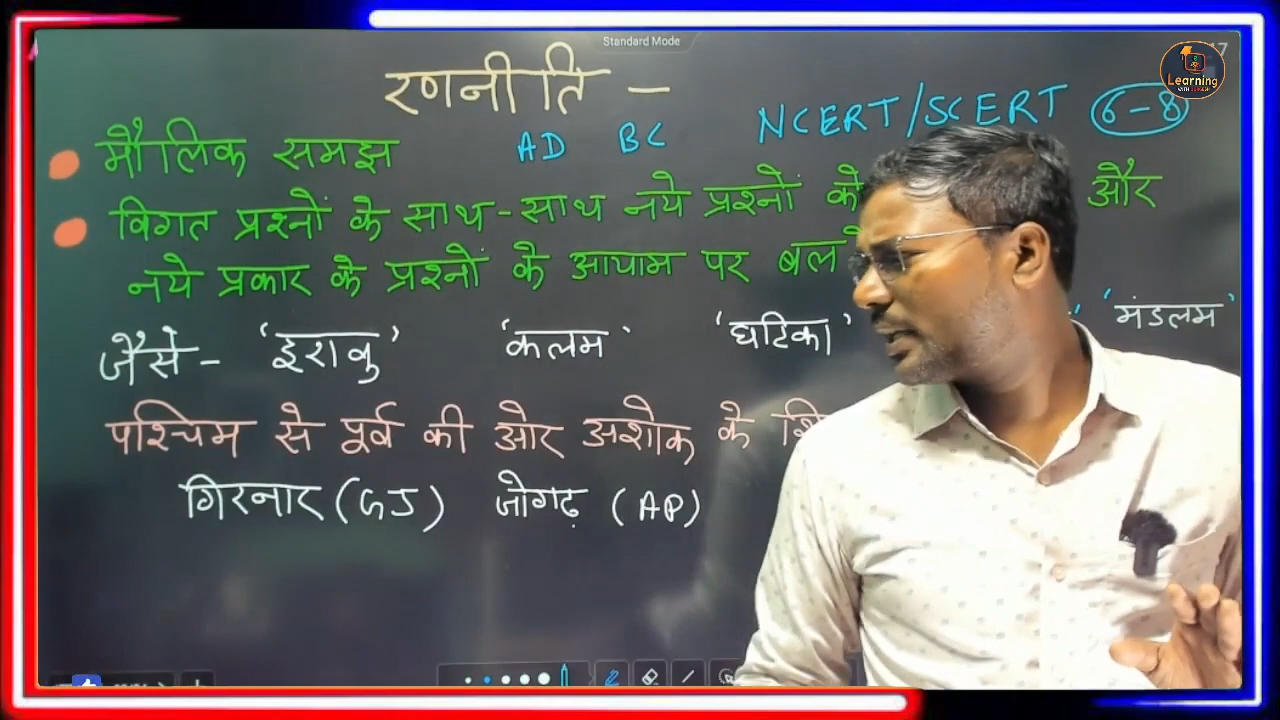 Standard Mode
17
Learning
रणनीति –
AD BC NCERT/SCERT 6-8
मौलिक समझ
विगत प्रश्नों के साथ-साथ नये प्रश्नों और
नये प्रकार के प्रश्नों के आयाम पर बल
जैसे- 'इरावु' 'कलम' 'घटिका' 'मंडलम'
पश्चिम से पूर्व की ओर अशोक के
गिरनार (GJ) जोगढ़ (AP)